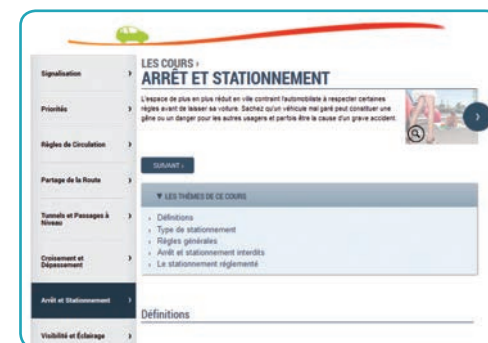 Signalisation
Priorités
Règles de Circulation
Partage de la Route
Tunnels et Passages à
Niveau
Croisement et
Dépassement
Arrêt et Stationnement
Visibilité et Éclairage
LES COURS ›
ARRÊT ET STATIONNEMENT
L'espace de plus en plus réduit en ville contraint l'automobiliste à respecter certaines
règles avant de laisser sa voiture. Sachez qu'un véhicule mal garé peut constituer une
gêne ou un danger pour les autres usagers et parfois être la cause d'un grave accident.
SUIVANT ›
▼ LES THÈMES DE CE COURS
› Définitions
› Type de stationnement
› Règles générales
› Arrêt et stationnement interdits
› Le stationnement réglementé
Définitions